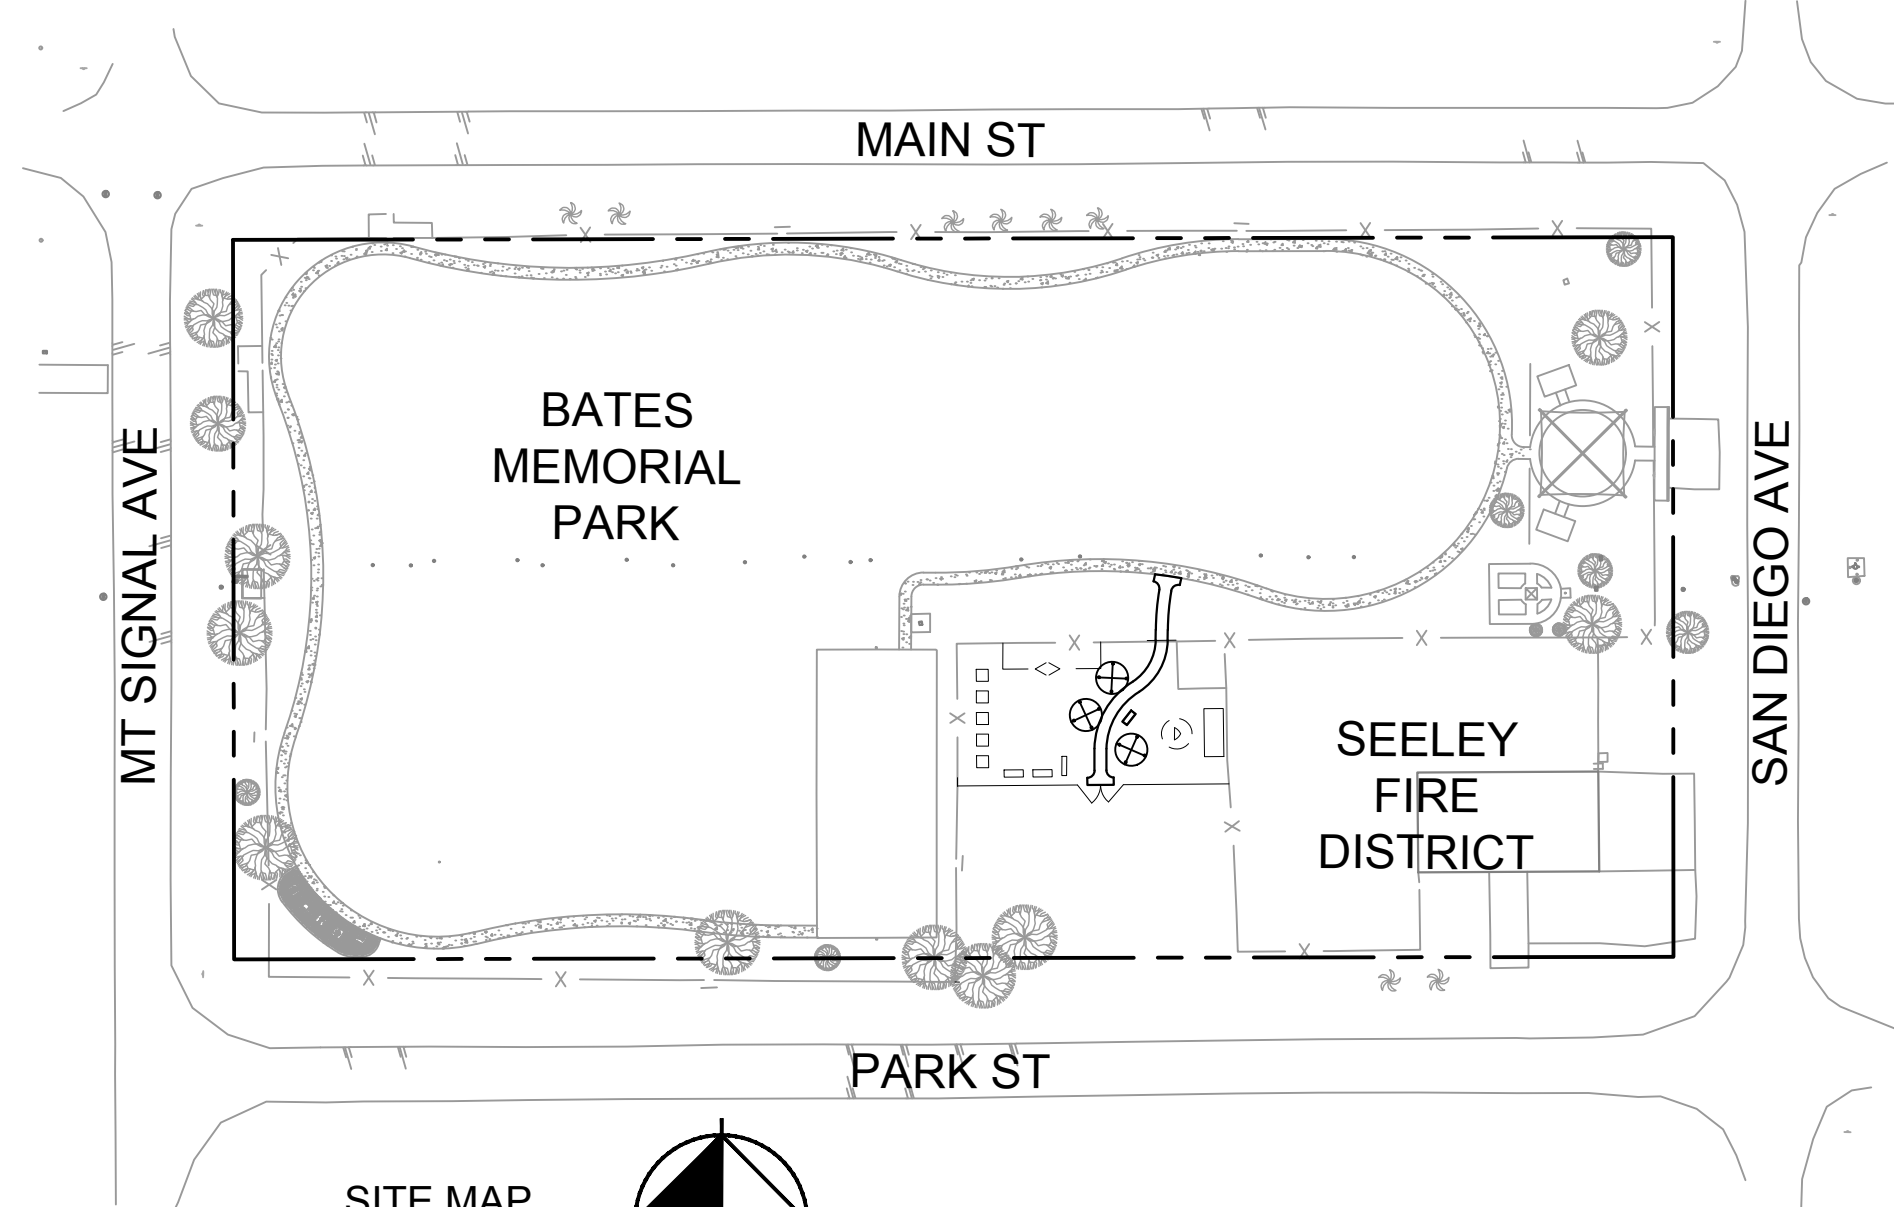 MAIN ST
BATES
MEMORIAL
PARK
MT SIGNAL AVE
SAN DIEGO AVE
SEELEY
FIRE
DISTRICT
PARK ST
SITE MAP